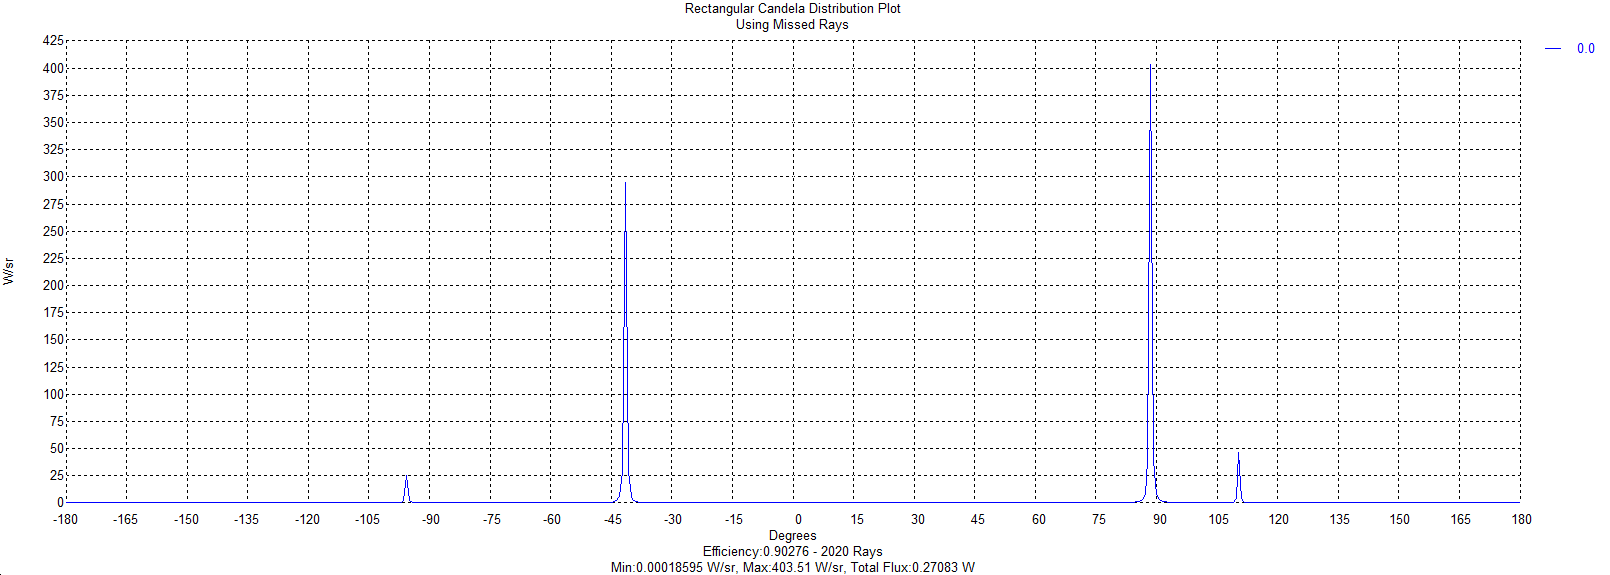 Rectangular Candela Distribution Plot
Using Missed Rays
0.0
425
400
375
350
325
300
275
250
225
200
175
150
125
100
75
50
25
0
W/sr
-180 -165 -150 -135 -120 -105 -90 -75 -60 -45 -30 -15 0 15 30 45 60 75 90 105 120 135 150 165 180
Degrees
Efficiency:0.90276 - 2020 Rays
Min:0.00018595 W/sr, Max:403.51 W/sr, Total Flux:0.27083 W